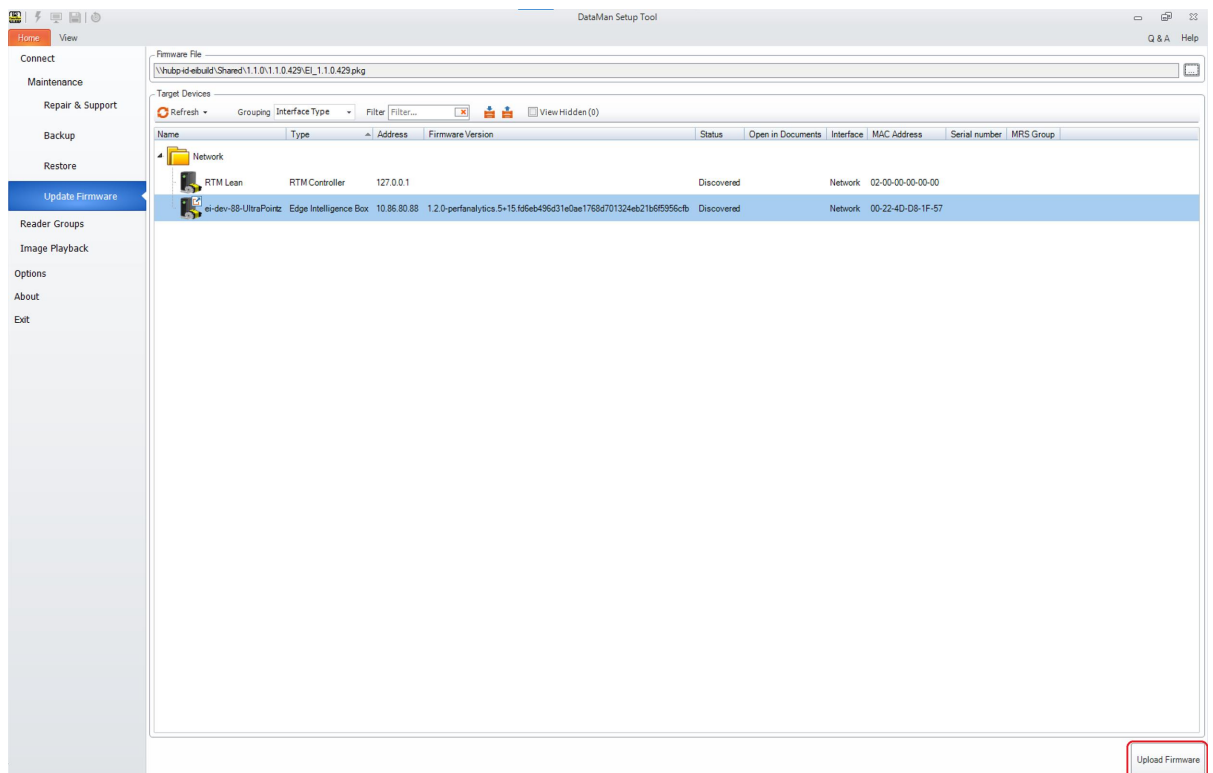 DataMan Setup Tool
Home View Q & A Help
Connect
Maintenance
Repair & Support
Backup
Restore
Update Firmware
Reader Groups
Image Playback
Options
About
Exit
Firmware File
\\hubp-id-eibuild\Shared\1.1.0\1.1.0.429\EI_1.1.0.429.pkg ...
Target Devices
Refresh Grouping Interface Type Filter Filter... View Hidden (0)
Name Type Address Firmware Version Status Open in Documents Interface MAC Address Serial number MRS Group
Network
RTM Lean RTM Controller 127.0.0.1 Discovered Network 02-00-00-00-00-00
ei-dev-88-UltraPointz Edge Intelligence Box 10.86.80.88 1.2.0-perfanalytics.5+15.fd6eb496d31e0ae1768d701324eb21b6f5956cfb Discovered Network 00-22-4D-D8-1F-57
Upload Firmware